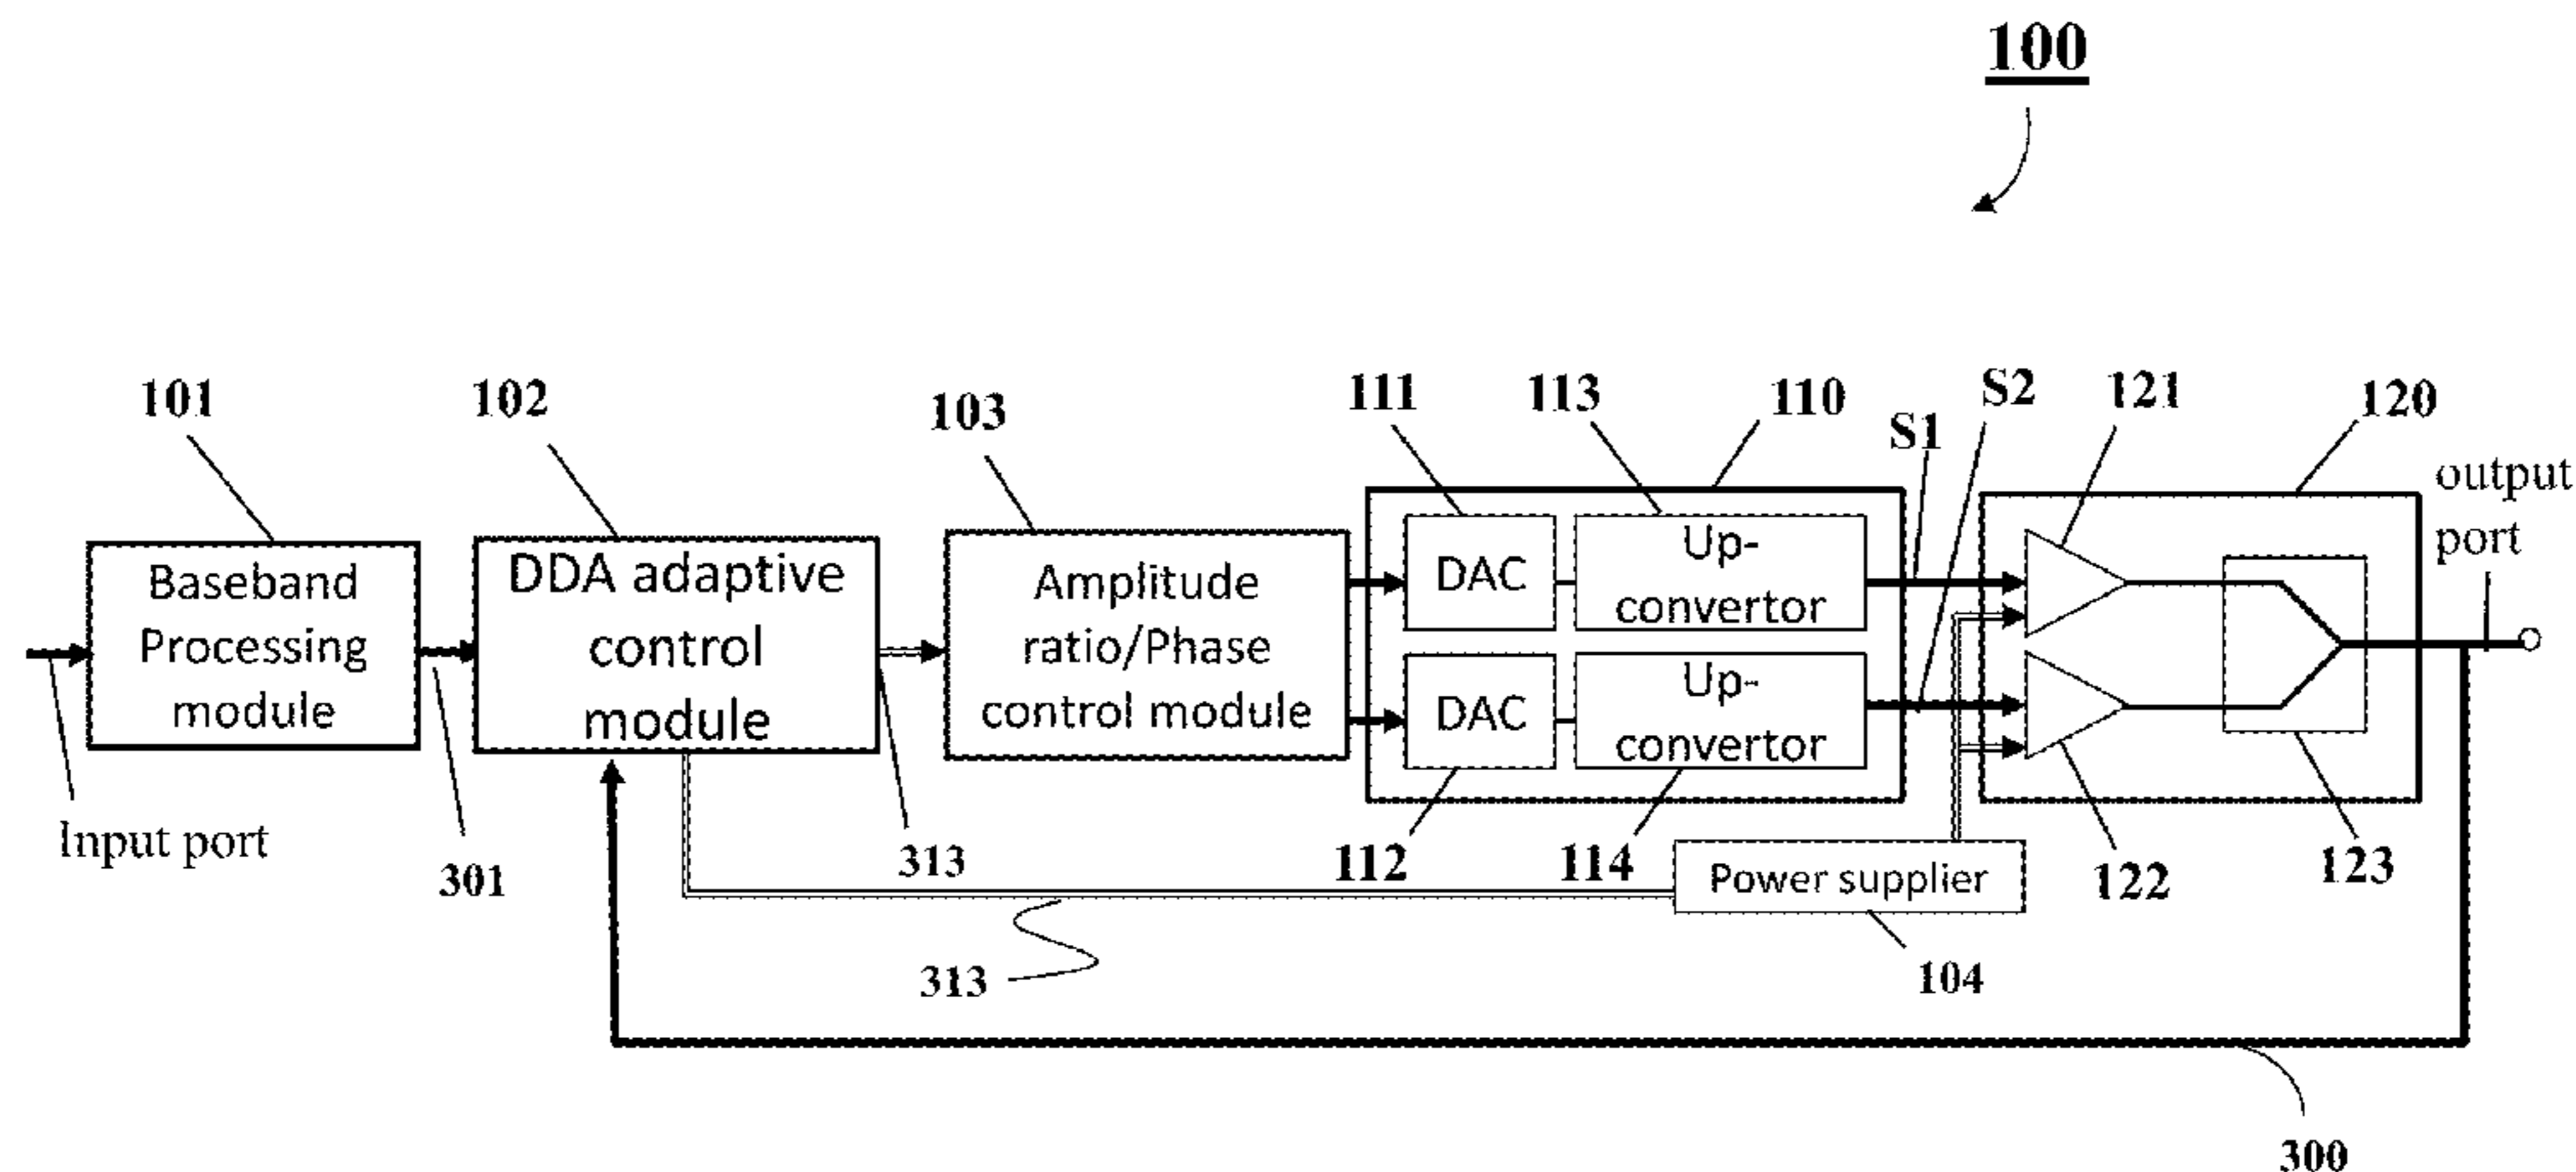 100
101
102
103
111
113
110
S1
S2
121
120
output
port
Baseband
Processing
module
DDA adaptive
control
module
Amplitude
ratio/Phase
control module
DAC
Up-
convertor
DAC
Up-
convertor
Input port
301
313
112
114
Power supplier
122
123
313
104
300